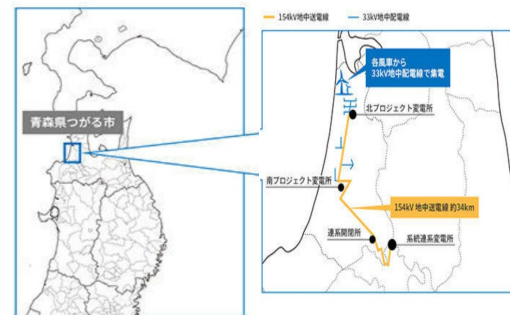 154kV地中送電線
33kV地中配電線
青森県つがる市
各風車から
33kV地中配電線で集電
北プロジェクト変電所
南プロジェクト変電所
154kV 地中送電線 約34km
連系開閉所
系統連系変電所